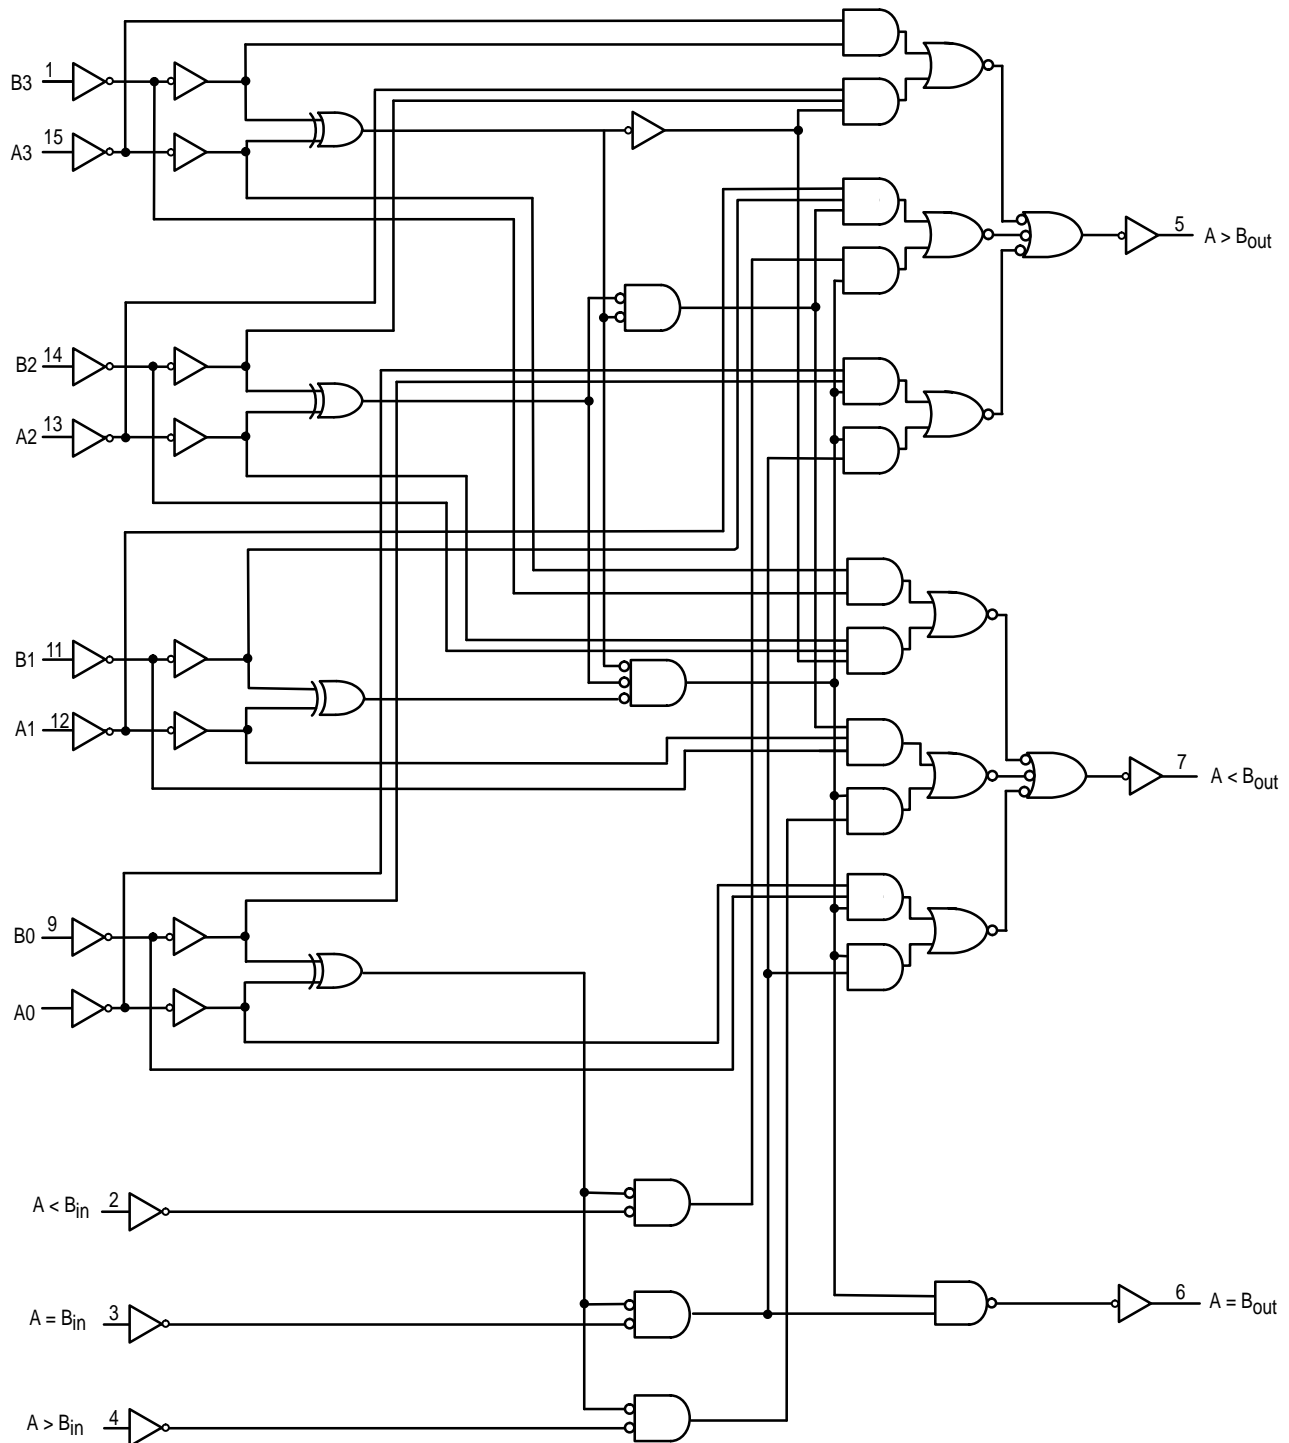 B3 1
A3 15
5 A > Bout
B2 14
A2 13
B1 11
A1 12
7 A < Bout
B0 9
A0
A < Bin 2
A = Bin 3
6 A = Bout
A > Bin 4